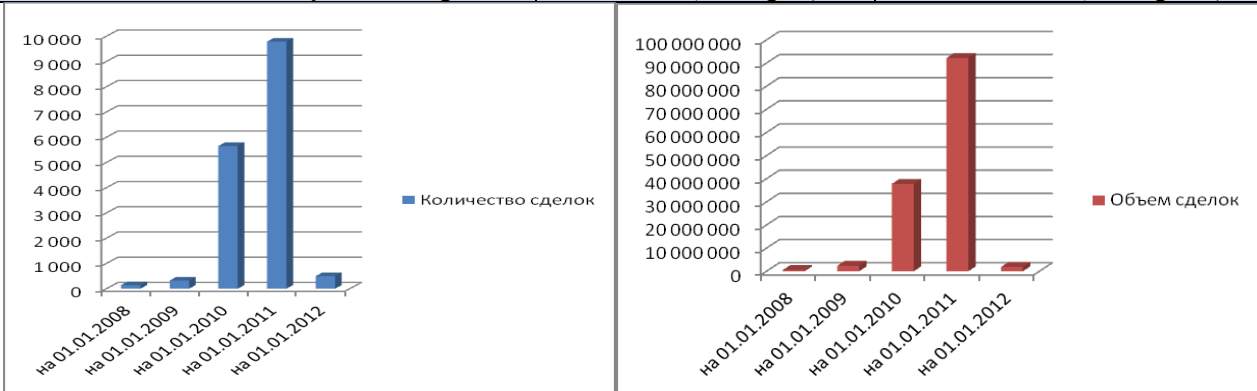 10 000
9 000
8 000
7 000
6 000
5 000
4 000
3 000
2 000
1 000
0
на 01.01.2008
на 01.01.2009
на 01.01.2010
на 01.01.2011
на 01.01.2012
Количество сделок
100 000 000
90 000 000
80 000 000
70 000 000
60 000 000
50 000 000
40 000 000
30 000 000
20 000 000
10 000 000
0
на 01.01.2008
на 01.01.2009
на 01.01.2010
на 01.01.2011
на 01.01.2012
Объем сделок